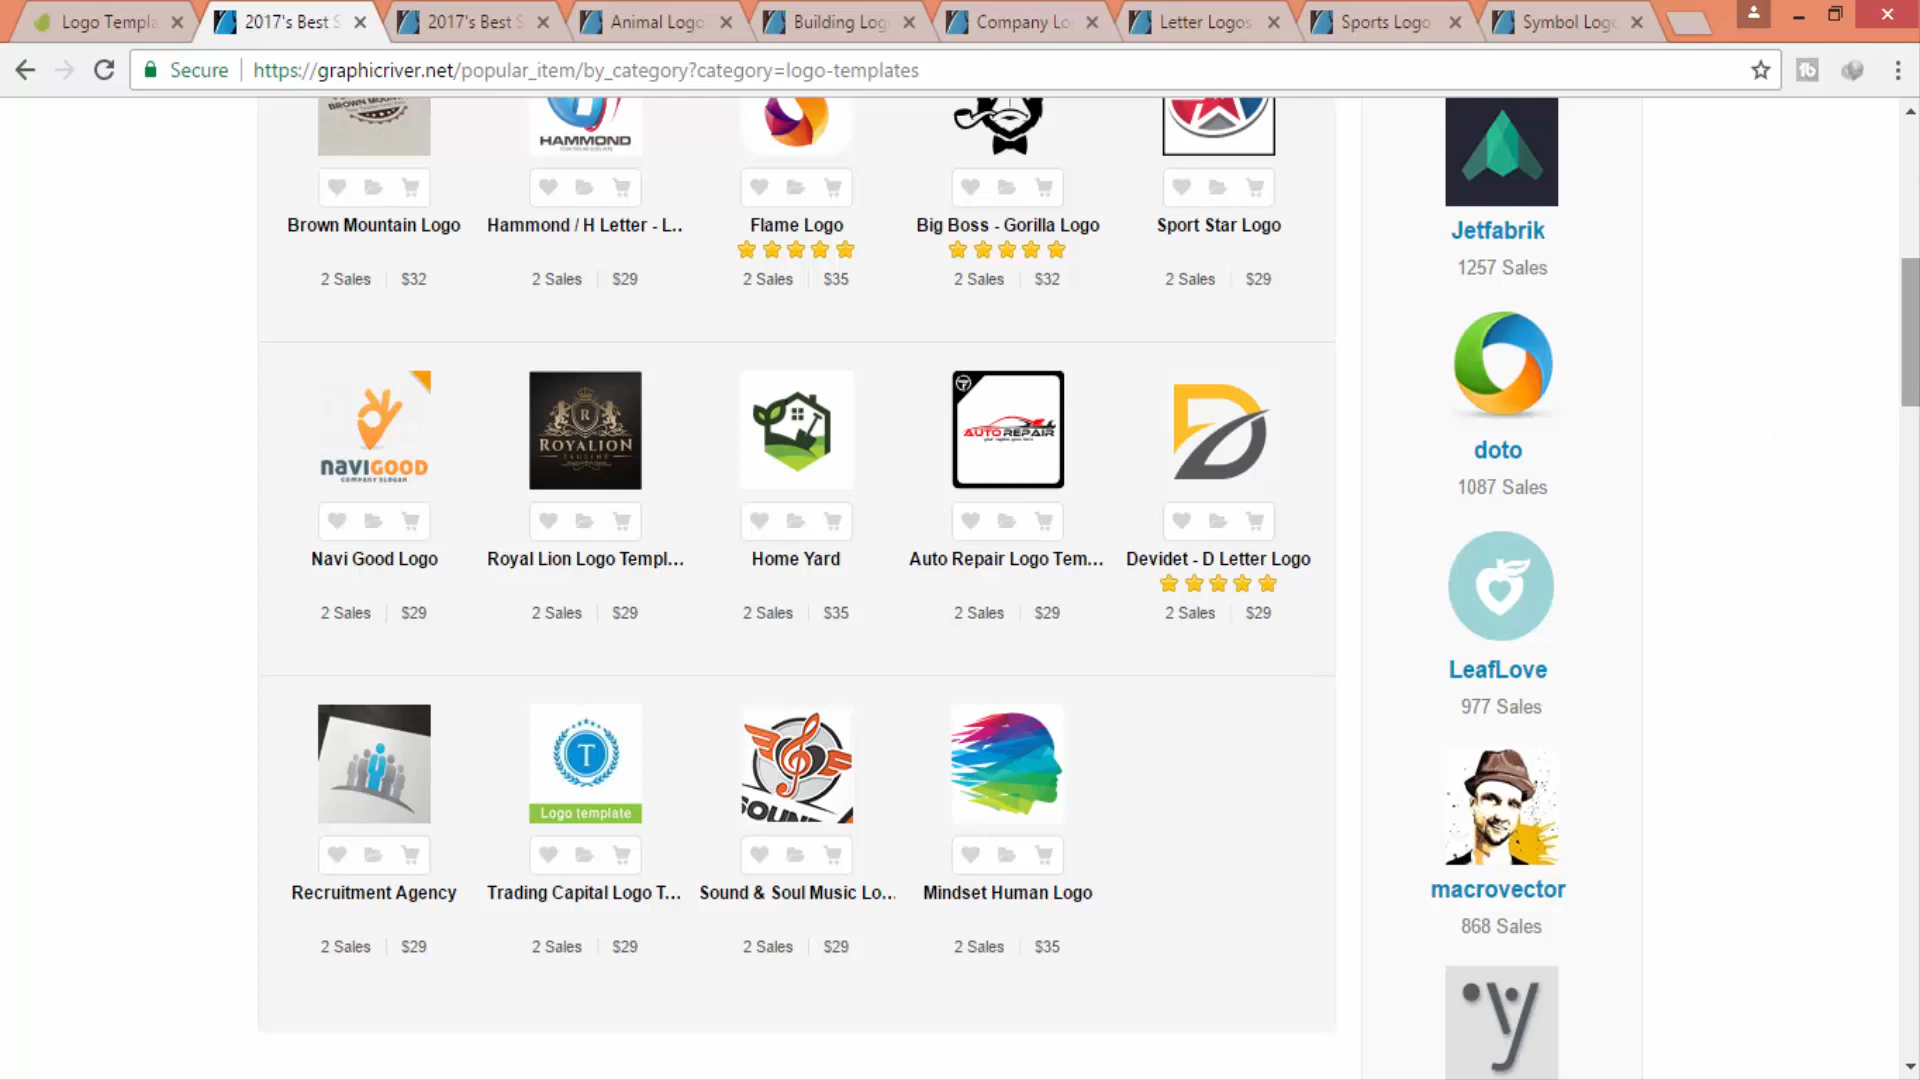 Logo Templa
2017's Best S
2017's Best S
Animal Logo
Building Log
Company Lo
Letter Logos
Sports Logo
Symbol Logo
Secure
https://graphicriver.net/popular_item/by_category?category=logo-templates
BROWN MOUNT
HAMMOND
Brown Mountain Logo
Hammond / H Letter - L..
Flame Logo
Big Boss - Gorilla Logo
Sport Star Logo
2 Sales $32
2 Sales $29
2 Sales $35
2 Sales $32
2 Sales $29
NAVIGOOD
COMPANY SLOGAN
R
ROYALION
TAGLINE
AUTO REPAIR
Navi Good Logo
Royal Lion Logo Templ...
Home Yard
Auto Repair Logo Tem...
Devidet - D Letter Logo
2 Sales $29
2 Sales $29
2 Sales $35
2 Sales $29
2 Sales $29
T
Logo template
SOUN
Recruitment Agency
Trading Capital Logo T...
Sound & Soul Music Lo...
Mindset Human Logo
2 Sales $29
2 Sales $29
2 Sales $29
2 Sales $35
Jetfabrik
1257 Sales
doto
1087 Sales
LeafLove
977 Sales
macrovector
868 Sales